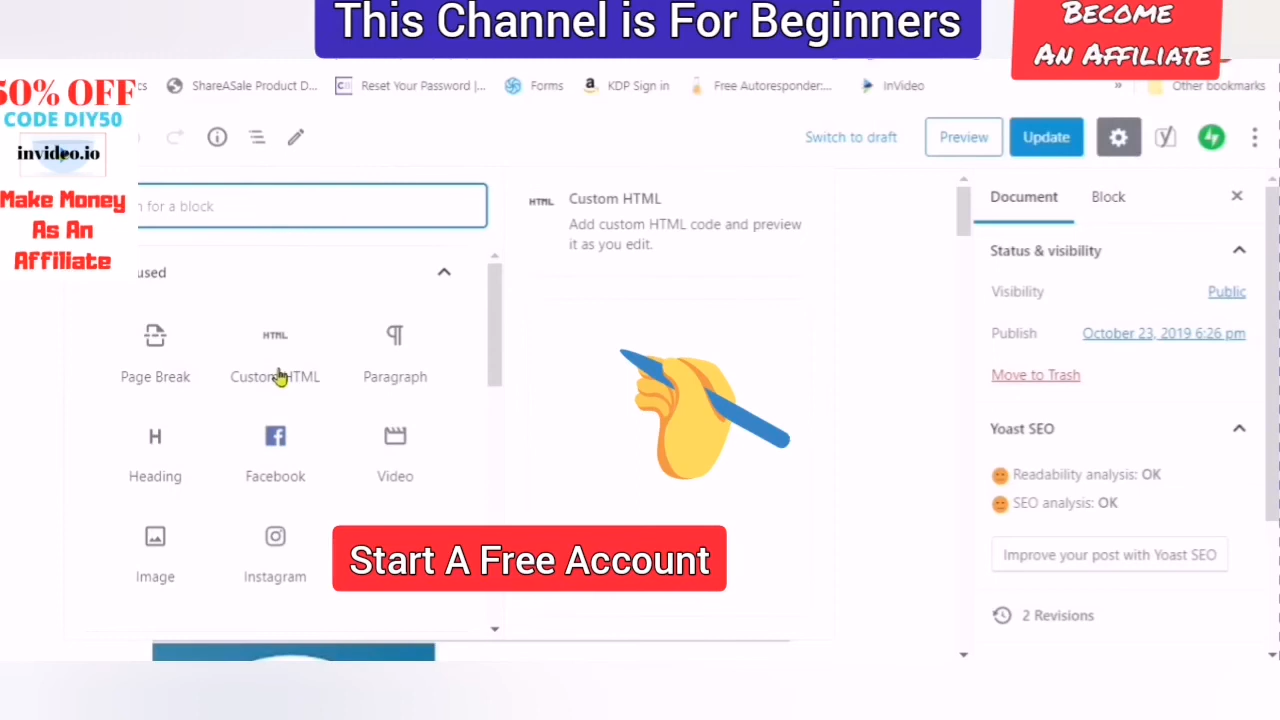 This Channel is For Beginners
BECOME
AN AFFILIATE
50% OFF
CODE DIY50
invideo.io
Make Money
As An
Affiliate
ShareASale Product D...
Reset Your Password |...
Forms
KDP Sign in
Free Autoresponder:...
InVideo
»
Other bookmarks
Switch to draft
Preview
Update
for a block
HTML
Custom HTML
Add custom HTML code and preview
it as you edit.
Document
Block
used
Status & visibility
Visibility
Public
Publish
October 23, 2019 6:26 pm
Move to Trash
HTML
Page Break
Custom HTML
Paragraph
Yoast SEO
Readability analysis: OK
SEO analysis: OK
H
Heading
Facebook
Video
Improve your post with Yoast SEO
Image
Instagram
Start A Free Account
2 Revisions